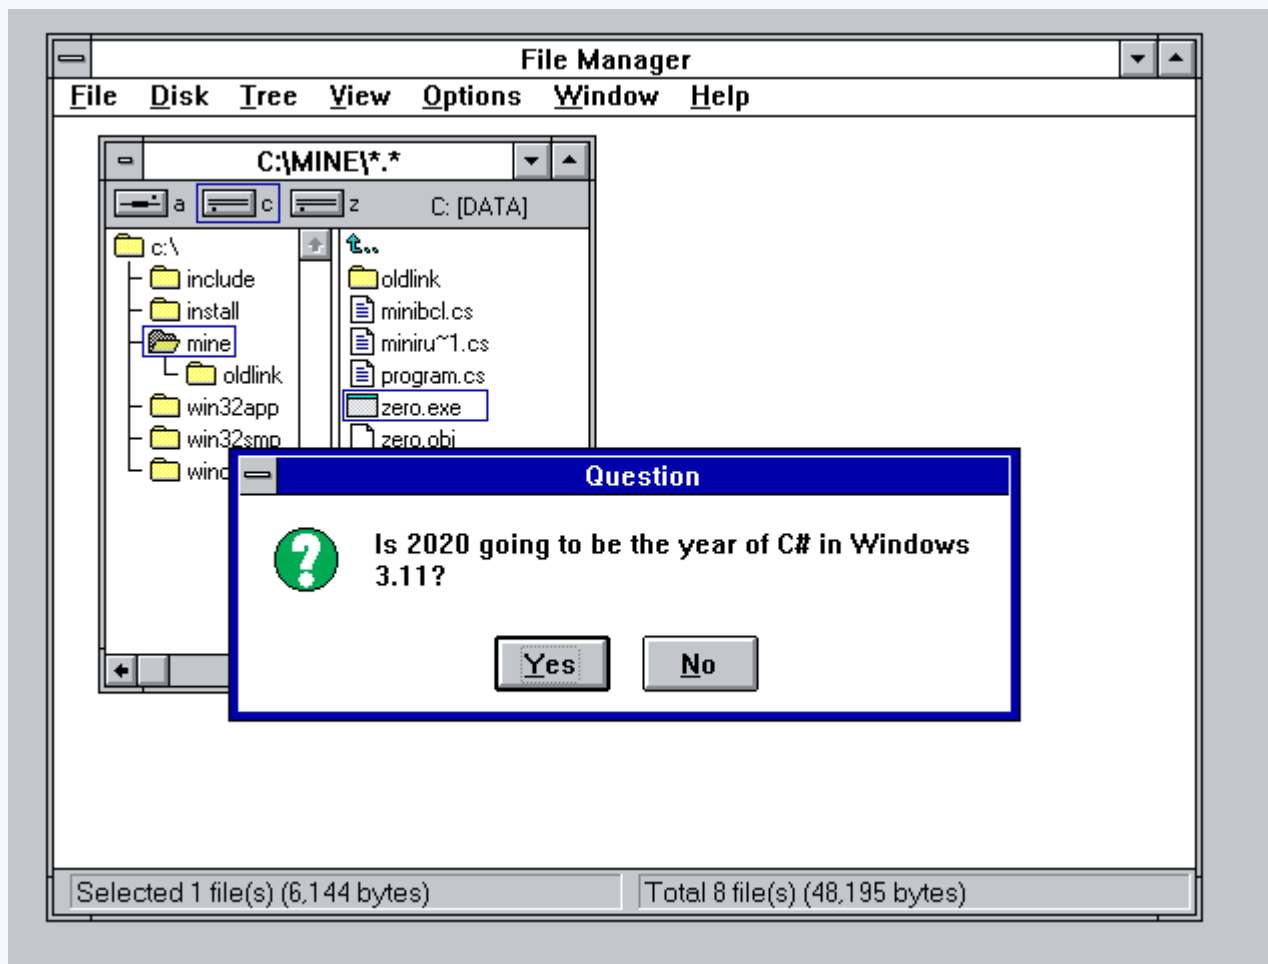 File Manager
File Disk Tree View Options Window Help
C:\MINE\*.*
a c z C: [DATA]
c:\
include
install
mine
oldlink
win32app
win32smp
oldlink
minibcl.cs
miniru~1.cs
program.cs
zero.exe
zero.obj
Question
Is 2020 going to be the year of C# in Windows
3.11?
Yes No
Selected 1 file(s) (6,144 bytes) Total 8 file(s) (48,195 bytes)